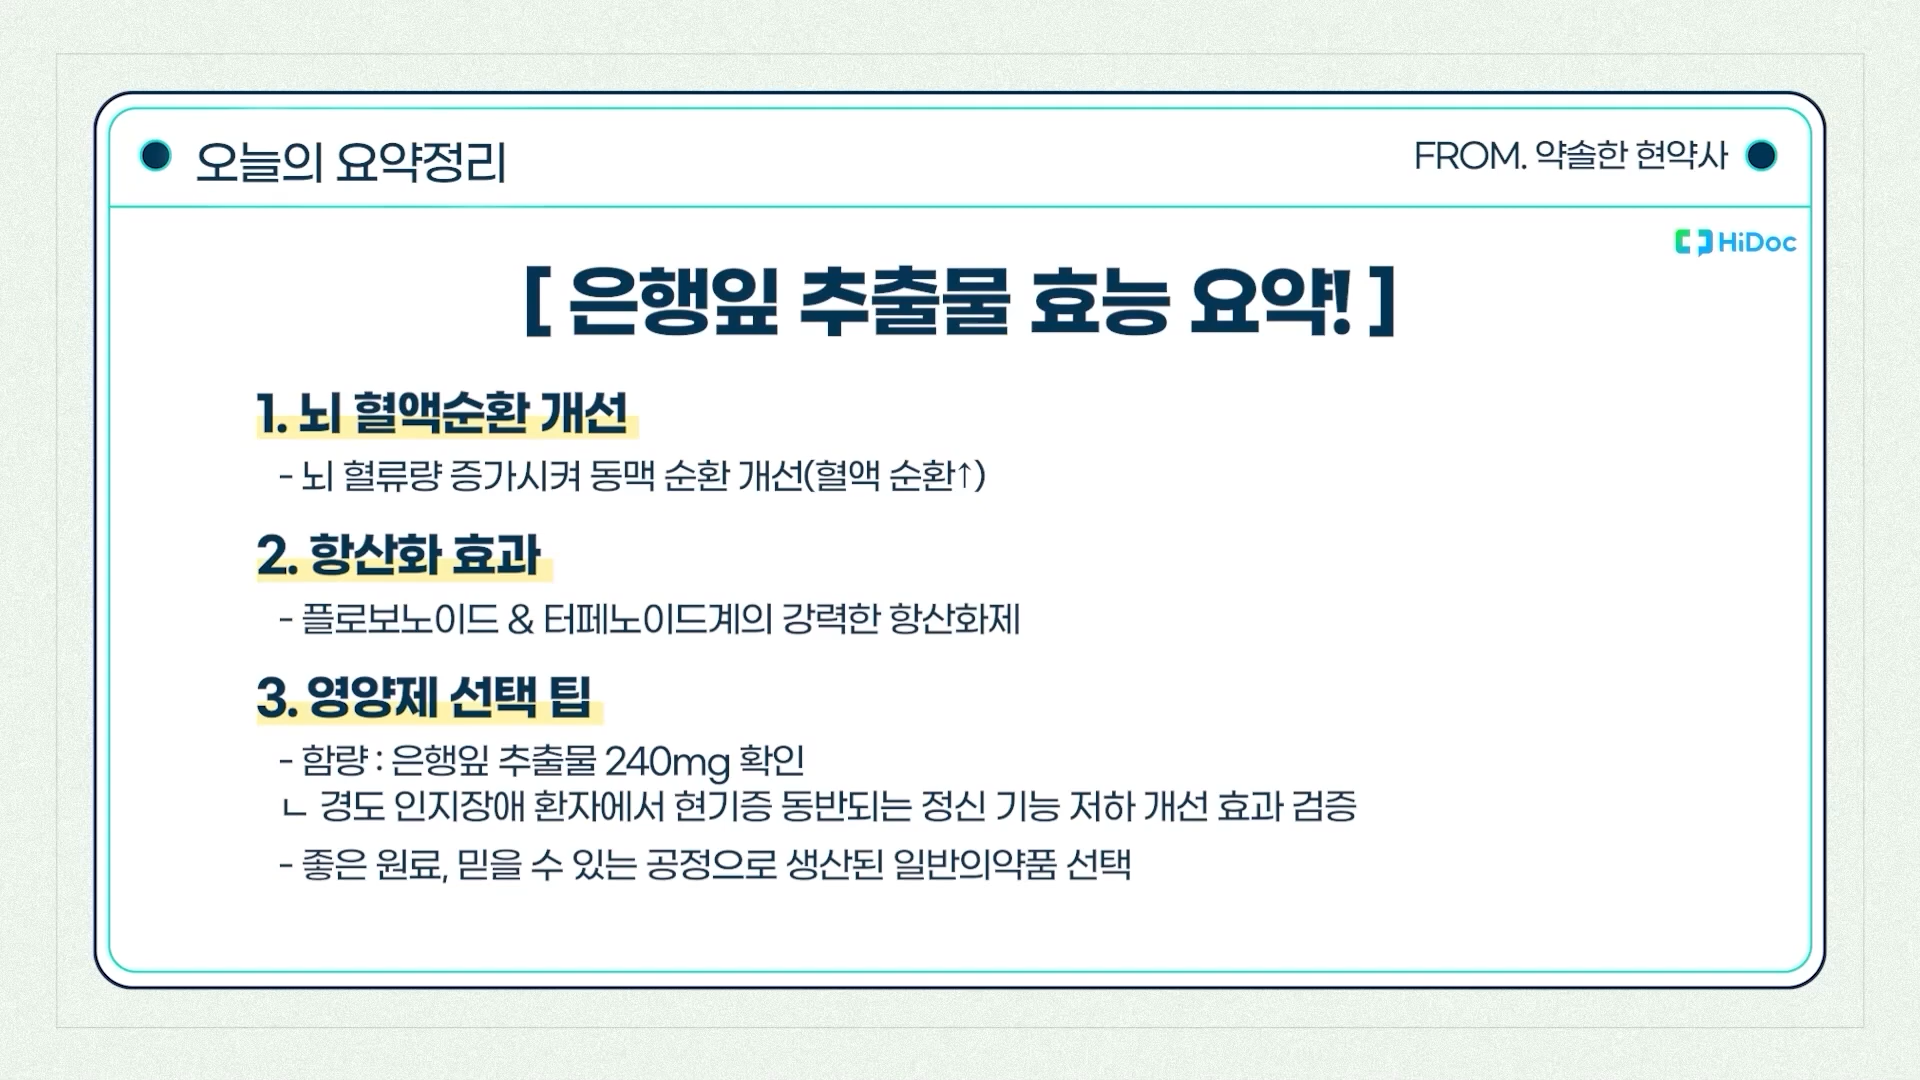 오늘의 요약정리
FROM. 약솔한 현약사
HiDoc
[ 은행잎 추출물 효능 요약! ]
1. 뇌 혈액순환 개선
- 뇌 혈류량 증가시켜 동맥 순환 개선(혈액 순환↑)
2. 항산화 효과
- 플로보노이드 & 터페노이드계의 강력한 항산화제
3. 영양제 선택 팁
- 함량 : 은행잎 추출물 240mg 확인
ㄴ 경도 인지장애 환자에서 현기증 동반되는 정신 기능 저하 개선 효과 검증
- 좋은 원료, 믿을 수 있는 공정으로 생산된 일반의약품 선택